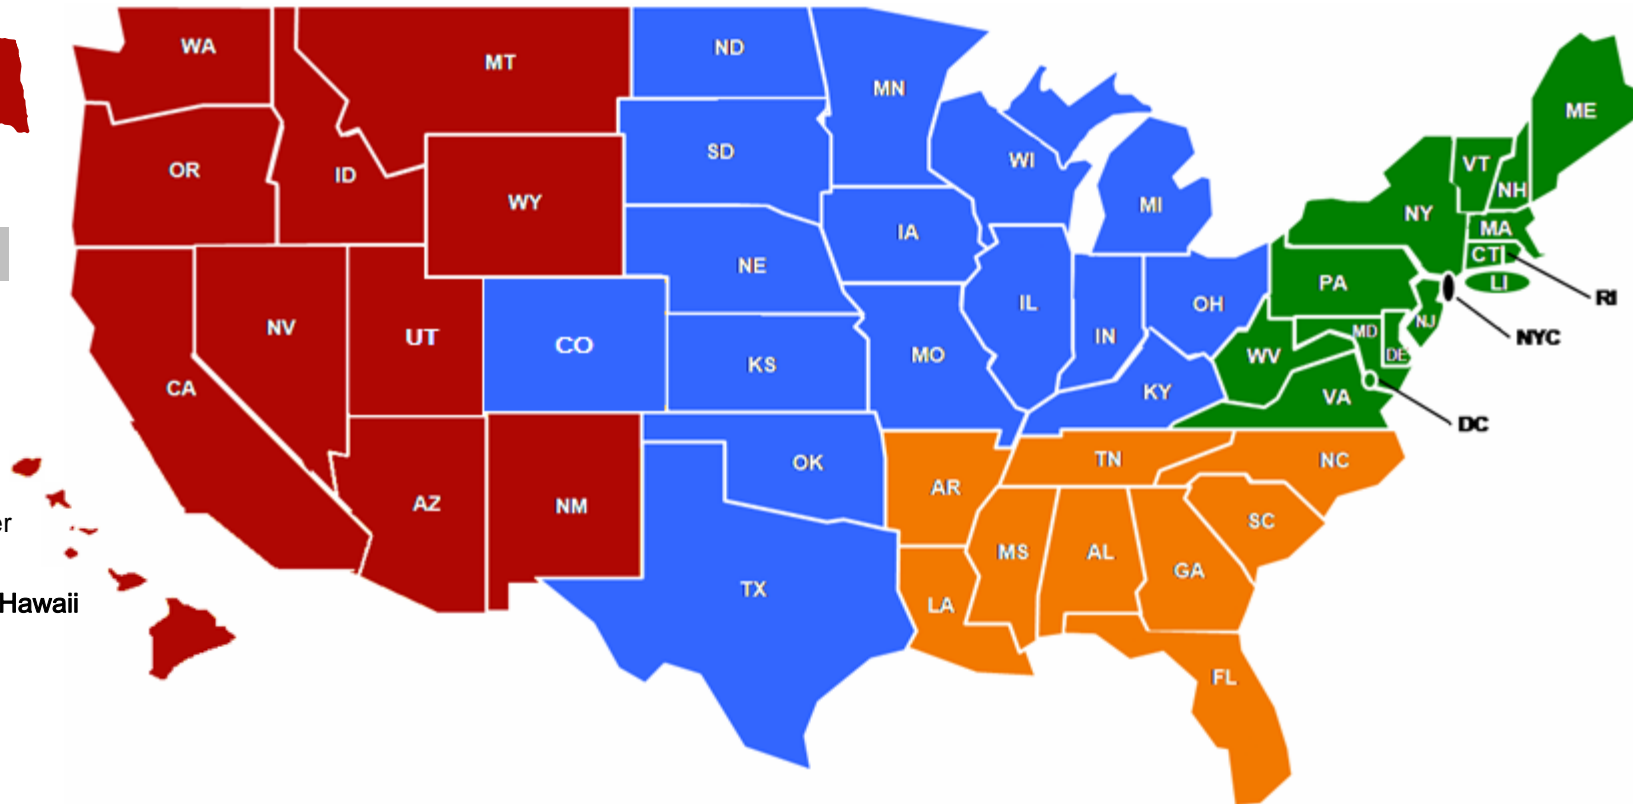 WA
MT
ND
MN
ME
OR
ID
WY
SD
WI
MI
VT
NH
NY
MA
CT
RI
LI
NE
IA
PA
NV
UT
CO
KS
MO
IL
IN
OH
NJ
NYC
MD
DE
WV
VA
DC
CA
KY
OK
AR
TN
NC
AZ
NM
er
TX
MS
AL
GA
SC
LA
Hawaii
FL